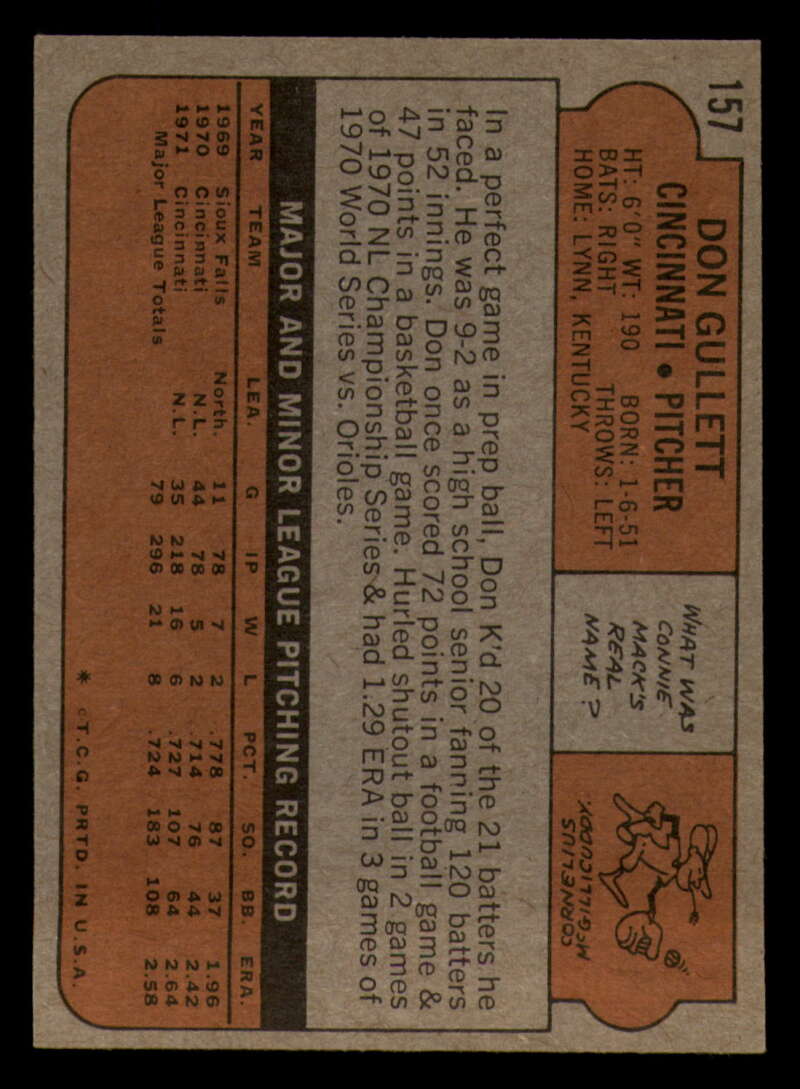 157
DON GULLETT
CINCINNATI • PITCHER
HT: 6'0" WT: 190 BORN: 1-6-51
BATS: RIGHT THROWS: LEFT
HOME: LYNN, KENTUCKY
WHAT WAS
CONNIE
MACK'S
REAL
NAME?
CORNELIUS
McGILLICUDDY.
In a perfect game in prep ball, Don K'd 20 of the 21 batters he
faced. He was 9-2 as a high school senior fanning 120 batters
in 52 innings. Don once scored 72 points in a football game &
47 points in a basketball game. Hurled shutout ball in 2 games
of 1970 NL Championship Series & had 1.29 ERA in 3 games of
1970 World Series vs. Orioles.
MAJOR AND MINOR LEAGUE PITCHING RECORD
YEAR TEAM LEA. G IP W L PCT. SO. BB. ERA.
1969 Sioux Falls North. 11 78 7 2 .778 87 37 1.96
1970 Cincinnati N.L. 44 78 5 2 .714 76 44 2.42
1971 Cincinnati N.L. 35 218 16 6 .727 107 64 2.64
Major League Totals 79 296 21 8 .724 183 108 2.58
* © T.C.G. PRTD. IN U.S.A.